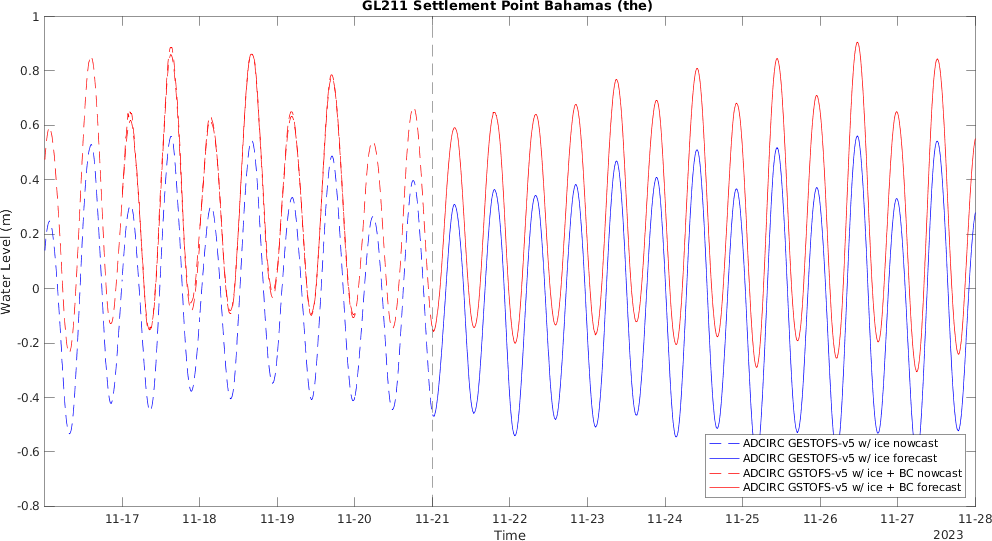 GL211 Settlement Point Bahamas (the)
1
0.8
0.6
0.4
0.2
0
-0.2
-0.4
-0.6
-0.8
Water Level (m)
ADCIRC GESTOFS-v5 w/ ice nowcast
ADCIRC GESTOFS-v5 w/ ice forecast
ADCIRC GSTOFS-v5 w/ ice + BC nowcast
ADCIRC GSTOFS-v5 w/ ice + BC forecast
11-17 11-18 11-19 11-20 11-21 11-22 11-23 11-24 11-25 11-26 11-27 11-28
Time
2023